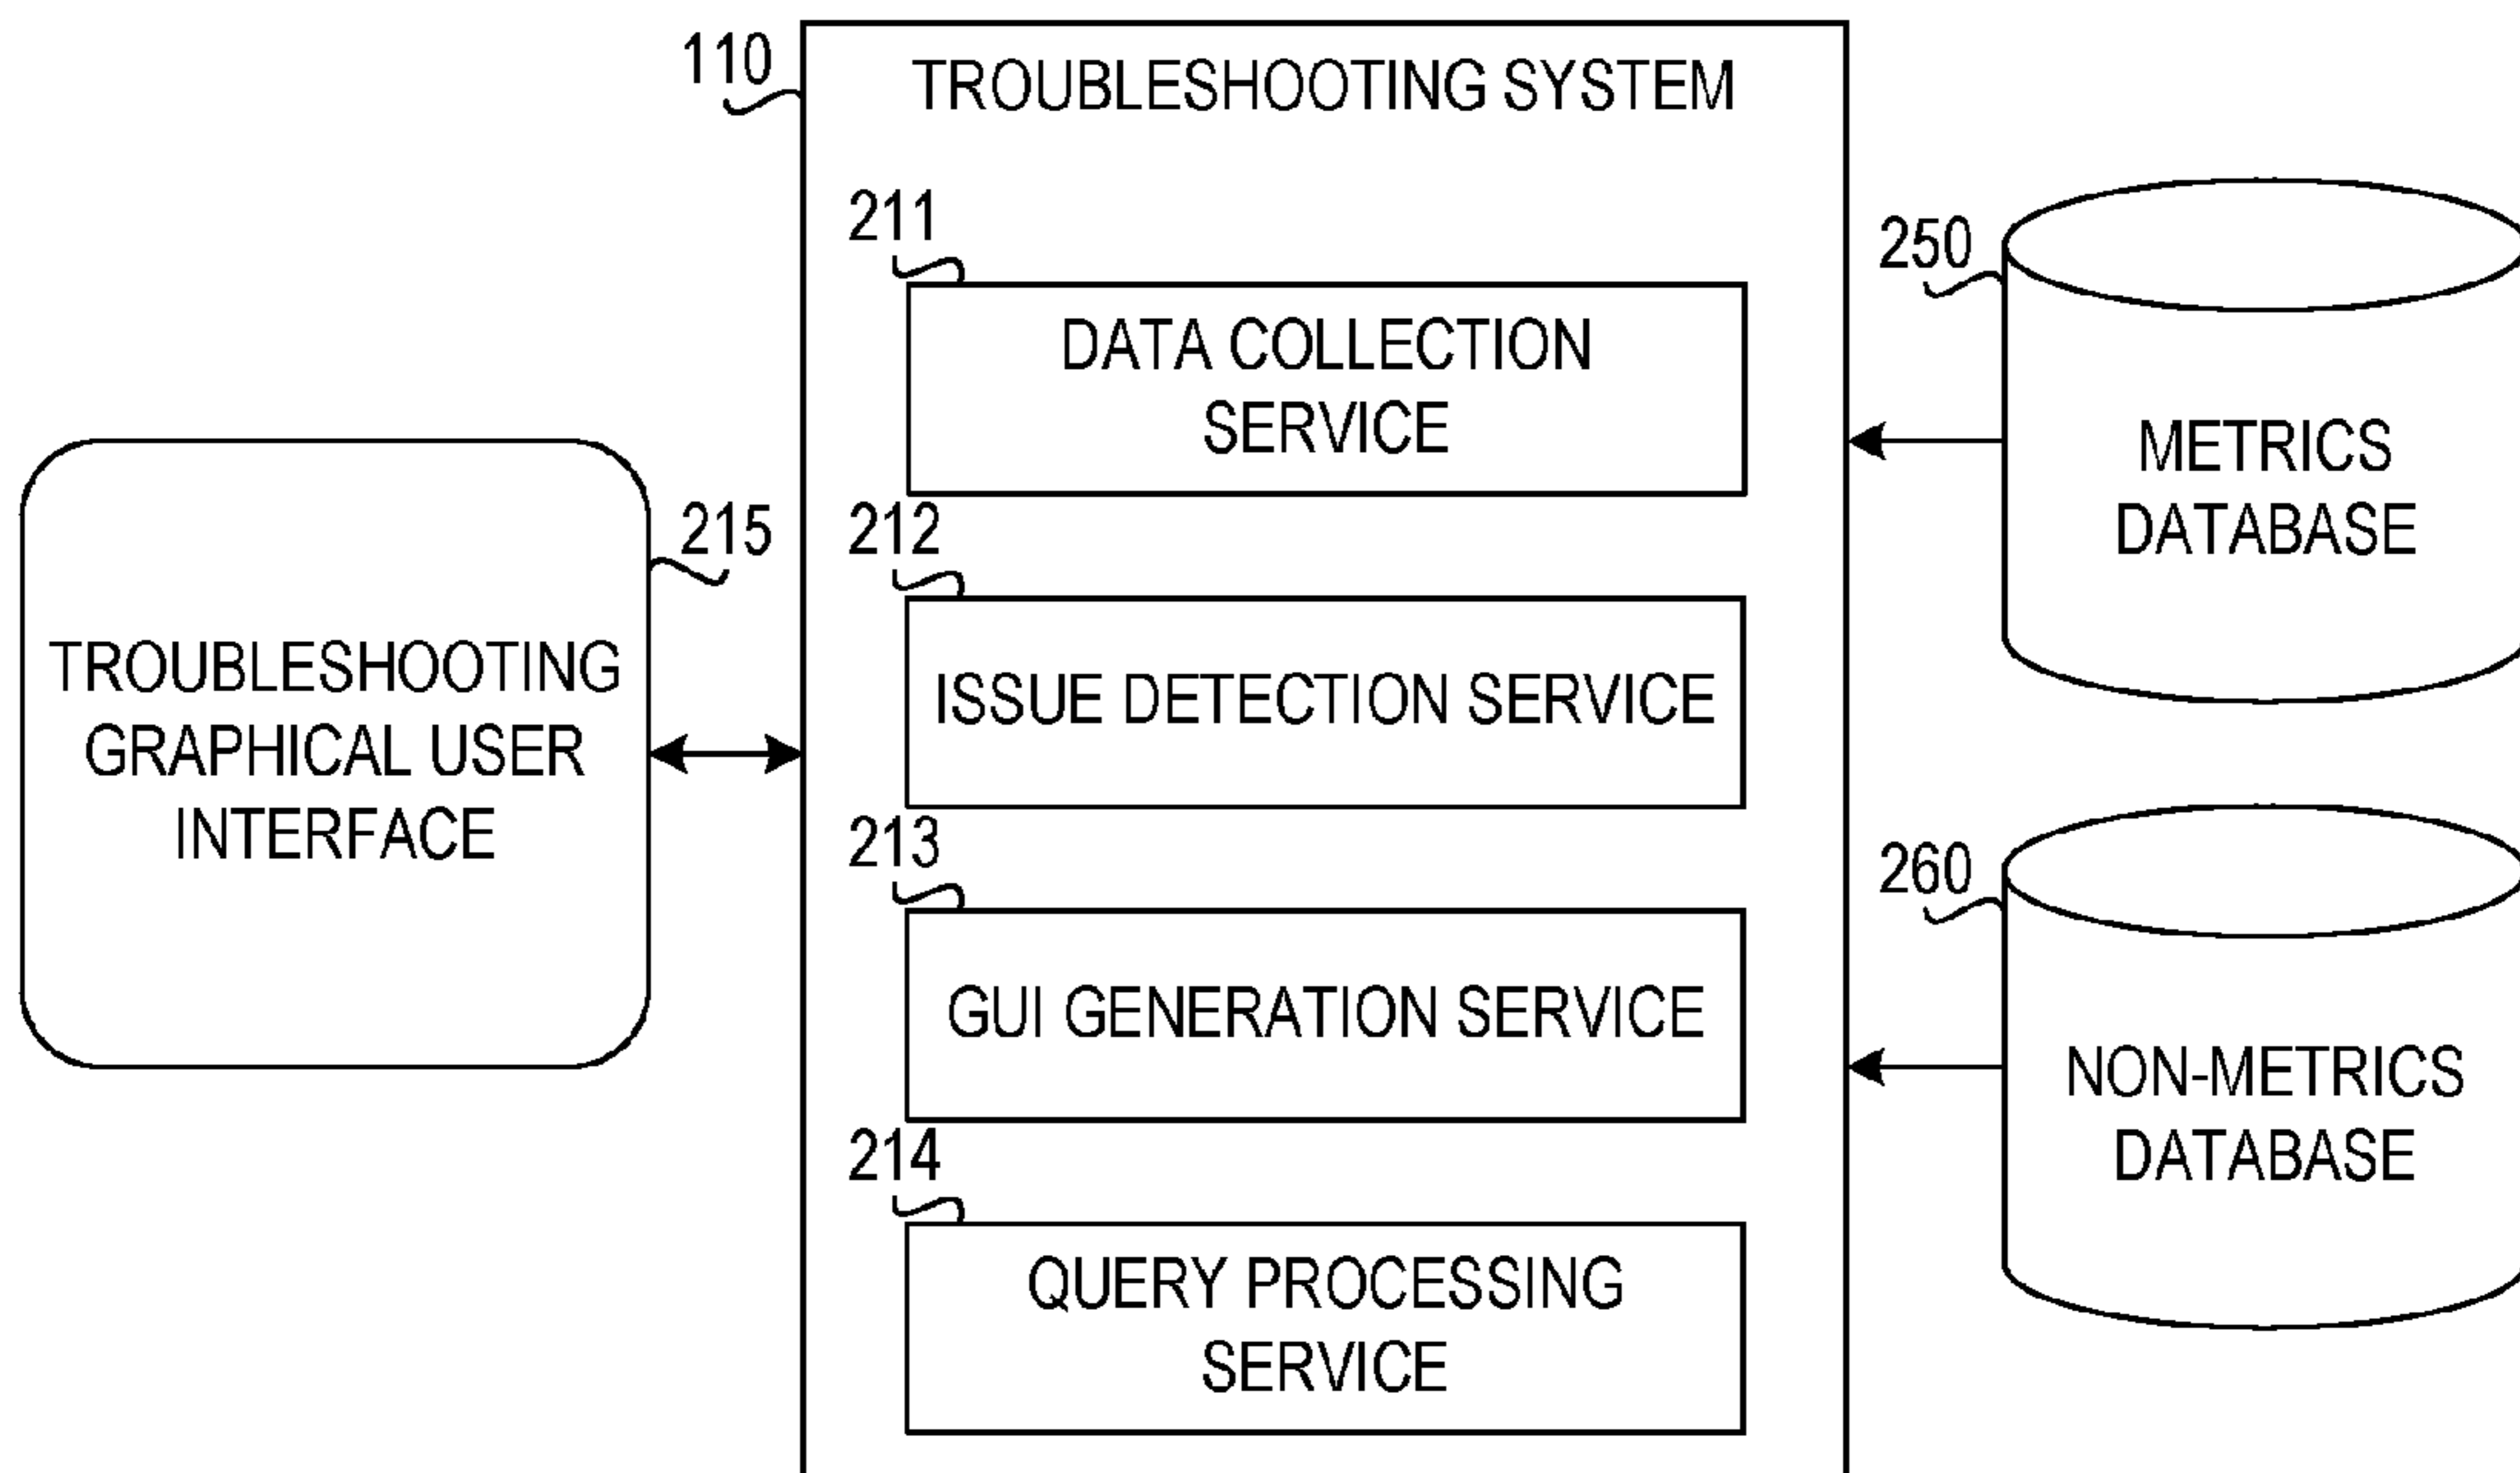 110
TROUBLESHOOTING SYSTEM
211
DATA COLLECTION
SERVICE
250
METRICS
DATABASE
215
TROUBLESHOOTING
GRAPHICAL USER
INTERFACE
212
ISSUE DETECTION SERVICE
213
GUI GENERATION SERVICE
260
NON-METRICS
DATABASE
214
QUERY PROCESSING
SERVICE